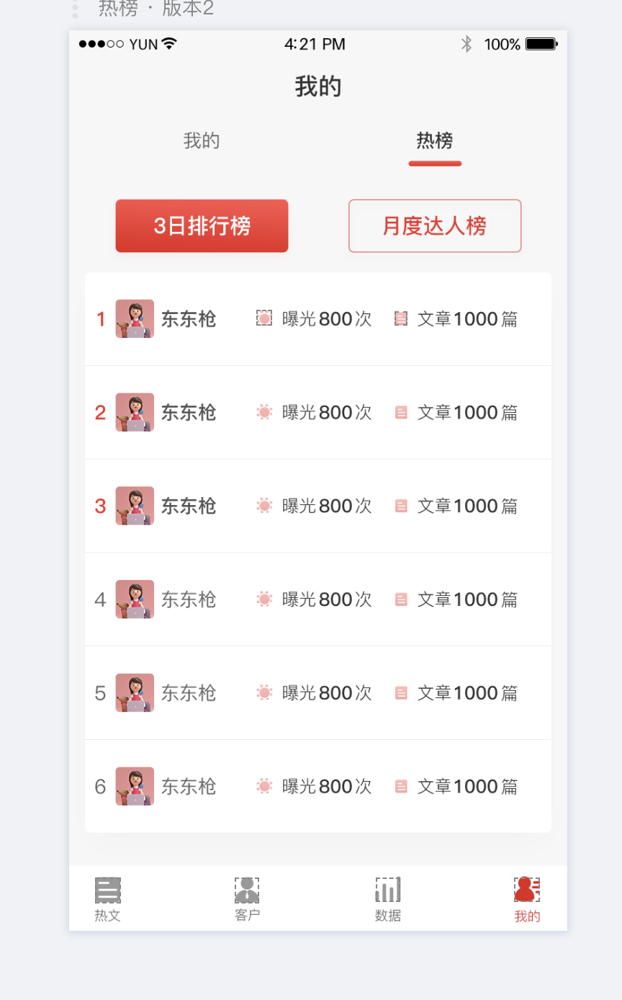 热榜 · 版本2
YUN 4:21 PM 100%
我的
我的 热榜
3日排行榜 月度达人榜
1 东东枪 曝光800次 文章1000篇
2 东东枪 曝光800次 文章1000篇
3 东东枪 曝光800次 文章1000篇
4 东东枪 曝光800次 文章1000篇
5 东东枪 曝光800次 文章1000篇
6 东东枪 曝光800次 文章1000篇
热文 客户 数据 我的